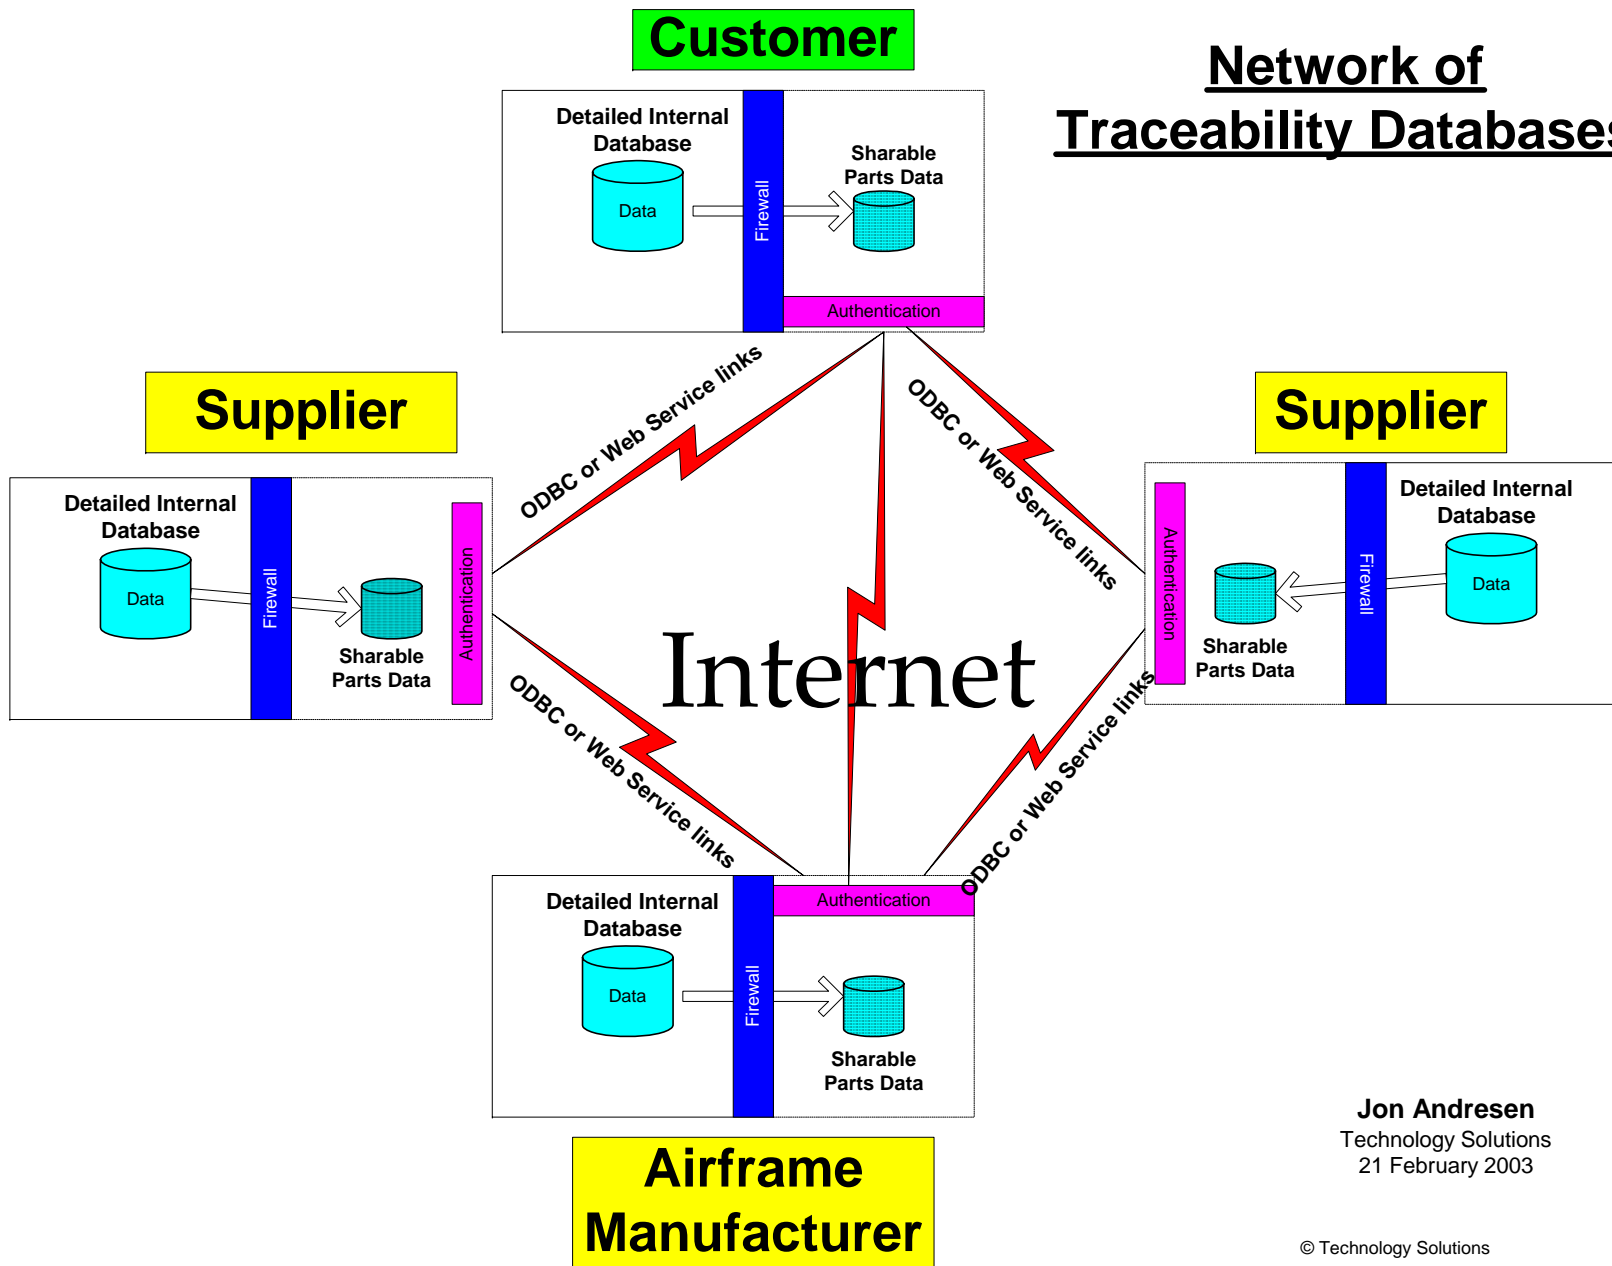 Customer
Network of
Traceability Databases
Detailed Internal
Database
Data
Firewall
Sharable
Parts Data
Authentication
ODBC or Web Service links
ODBC or Web Service links
Supplier
Detailed Internal
Database
Data
Firewall
Sharable
Parts Data
Authentication
Supplier
Authentication
Sharable
Parts Data
Firewall
Detailed Internal
Database
Data
Internet
ODBC or Web Service links
ODBC or Web Service links
Detailed Internal
Database
Data
Firewall
Authentication
Sharable
Parts Data
Airframe
Manufacturer
Jon Andresen
Technology Solutions
21 February 2003
© Technology Solutions